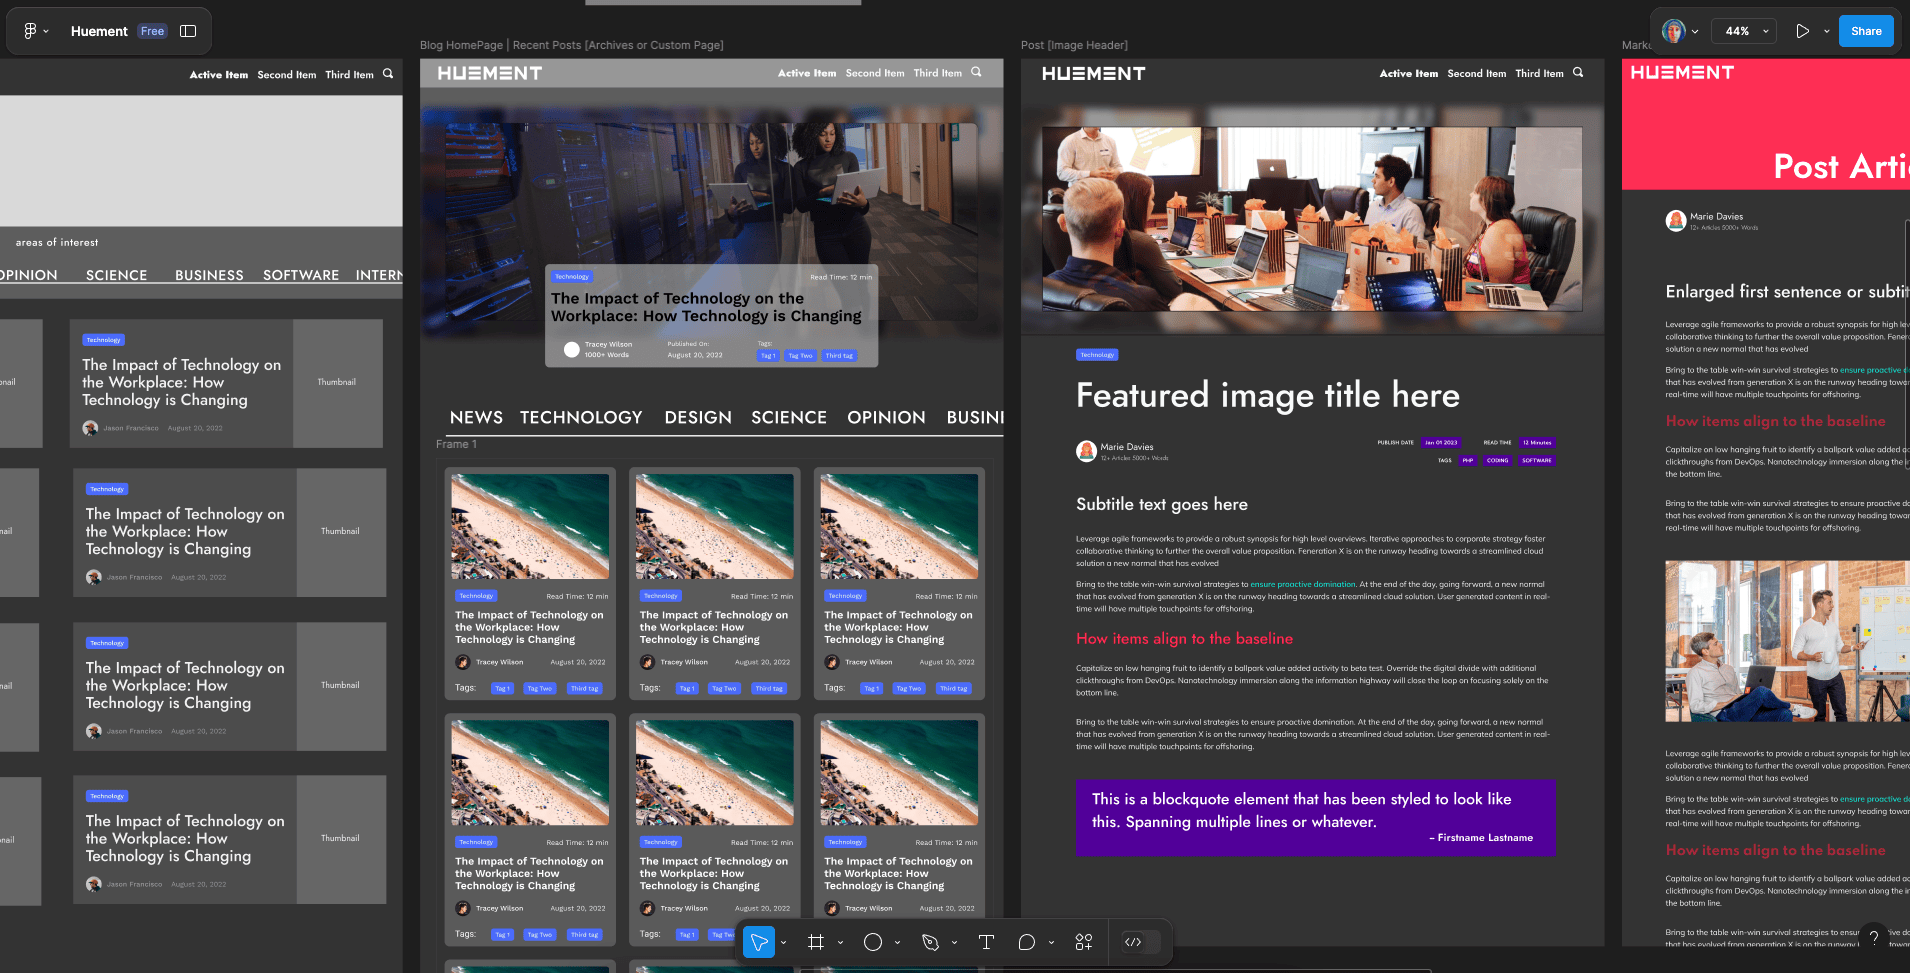 Huement Free
44%
Share
Active Item Second Item Third Item
areas of interest
OPINION SCIENCE BUSINESS SOFTWARE INTERN
Technology
The Impact of Technology on
the Workplace: How
Technology is Changing
Jason Francisco August 20, 2022
Thumbnail
Technology
The Impact of Technology on
the Workplace: How
Technology is Changing
Jason Francisco August 20, 2022
Thumbnail
Technology
The Impact of Technology on
the Workplace: How
Technology is Changing
Jason Francisco August 20, 2022
Thumbnail
Technology
The Impact of Technology on
the Workplace: How
Technology is Changing
Jason Francisco August 20, 2022
Thumbnail
Blog HomePage | Recent Posts [Archives or Custom Page]
HUEMENT
Active Item Second Item Third Item
Technology
Read Time: 12 min
The Impact of Technology on the
Workplace: How Technology is Changing
Tracey Wilson
1000+ Words
Published On:
August 20, 2022
Tags:
Tag 1 Tag Two Third tag
NEWS TECHNOLOGY DESIGN SCIENCE OPINION BUSINE
Frame 1
Technology Read Time: 12 min
The Impact of Technology on
the Workplace: How
Technology is Changing
Tracey Wilson August 20, 2022
Tags: Tag 1 Tag Two Third tag
Technology Read Time: 12 min
The Impact of Technology on
the Workplace: How
Technology is Changing
Tracey Wilson August 20, 2022
Tags: Tag 1 Tag Two Third tag
Technology Read Time: 12 min
The Impact of Technology on
the Workplace: How
Technology is Changing
Tracey Wilson August 20, 2022
Tags: Tag 1 Tag Two Third tag
Technology Read Time: 12 min
The Impact of Technology on
the Workplace: How
Technology is Changing
Tracey Wilson August 20, 2022
Tags: Tag 1 Tag Two Third tag
Technology Read Time: 12 min
The Impact of Technology on
the Workplace: How
Technology is Changing
Tracey Wilson August 20, 2022
Tags: Tag 1 Tag
Technology Read Time: 12 min
The Impact of Technology on
the Workplace: How
Technology is Changing
Tracey Wilson August 20, 2022
Post [Image Header]
HUEMENT
Active Item Second Item Third Item
Technology
Featured image title here
Marie Davies
12+ Articles 5000+ Words
PUBLISH DATE Jan 01 2023 READ TIME 12 Minutes
TAGS PHP CODING SOFTWARE
Subtitle text goes here
Leverage agile frameworks to provide a robust synopsis for high level overviews. Iterative approaches to corporate strategy foster
collaborative thinking to further the overall value proposition. Feneration X is on the runway heading towards a streamlined cloud
solution a new normal that has evolved
Bring to the table win-win survival strategies to ensure proactive domination. At the end of the day, going forward, a new normal
that has evolved from generation X is on the runway heading towards a streamlined cloud solution. User generated content in real-
time will have multiple touchpoints for offshoring.
How items align to the baseline
Capitalize on low hanging fruit to identify a ballpark value added activity to beta test. Override the digital divide with additional
clickthroughs from DevOps. Nanotechnology immersion along the information highway will close the loop on focusing solely on the
bottom line.
Bring to the table win-win survival strategies to ensure proactive domination. At the end of the day, going forward, a new normal
that has evolved from generation X is on the runway heading towards a streamlined cloud solution. User generated content in real-
time will have multiple touchpoints for offshoring.
This is a blockquote element that has been styled to look like
this. Spanning multiple lines or whatever.
– Firstname Lastname
HUEMENT
Post Arti
Marie Davies
12+ Articles 5000+ Words
Enlarged first sentence or subtit
Leverage agile frameworks to provide a robust synopsis for high lev
collaborative thinking to further the overall value proposition. Fener
solution a new normal that has evolved
Bring to the table win-win survival strategies to ensure proactive d
that has evolved from generation X is on the runway heading towar
real-time will have multiple touchpoints for offshoring.
How items align to the baseline
Capitalize on low hanging fruit to identify a ballpark value added ac
clickthroughs from DevOps. Nanotechnology immersion along the
the bottom line.
Bring to the table win-win survival strategies to ensure proactive do
that has evolved from generation X is on the runway heading towar
real-time will have multiple touchpoints for offshoring.
Leverage agile frameworks to provide a robust synopsis for high lev
collaborative thinking to further the overall value proposition. Fener
solution a new normal that has evolved
Bring to the table win-win survival strategies to ensure proactive do
that has evolved from generation X is on the runway heading towar
real-time will have multiple touchpoints for offshoring.
How items align to the baseline
Capitalize on low hanging fruit to identify a ballpark value added ac
clickthroughs from DevOps. Nanotechnology immersion along the in
the bottom line.
Bring to the table win-win survival strategies to ensure
that has evolved from generation X is on the runway